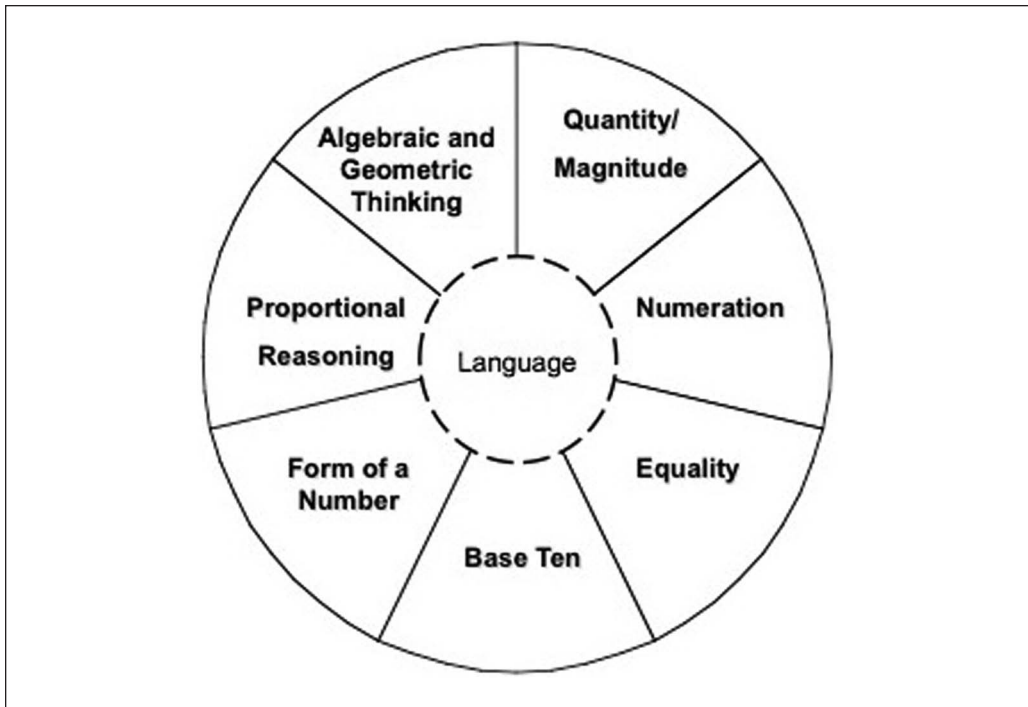 Quantity/
Magnitude
Numeration
Equality
Base Ten
Form of a
Number
Proportional
Reasoning
Algebraic and
Geometric
Thinking
Language